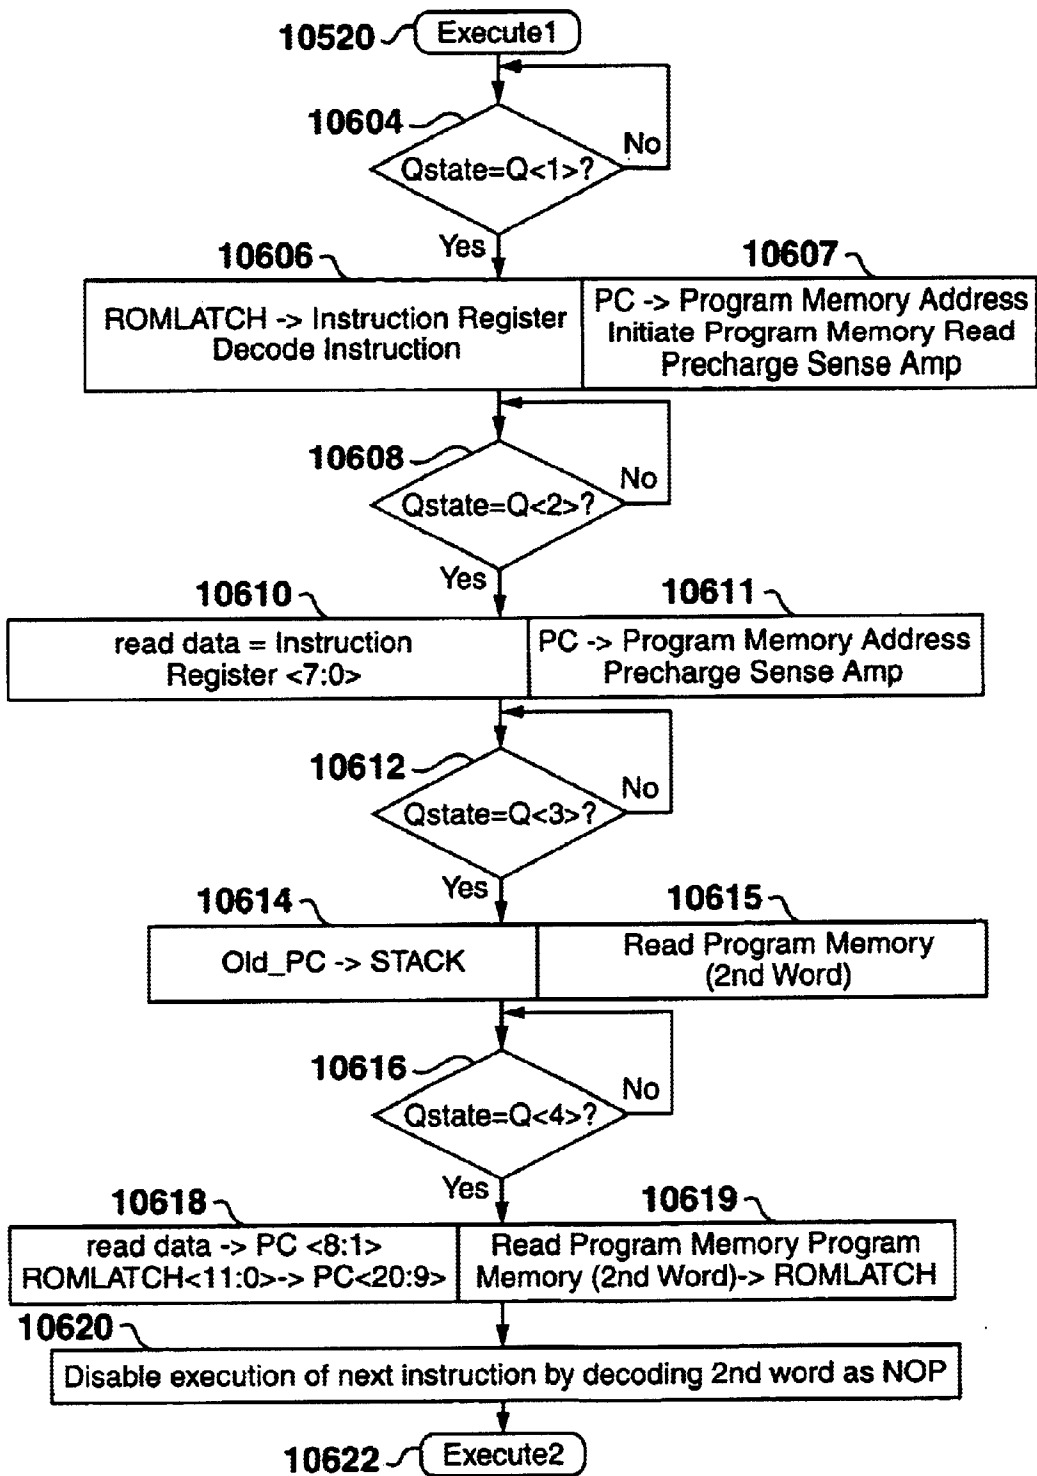 10520
Execute1
10604
Qstate=Q<1>?
No
Yes
10606
ROMLATCH -> Instruction Register
Decode Instruction
10607
PC -> Program Memory Address
Initiate Program Memory Read
Precharge Sense Amp
10608
Qstate=Q<2>?
No
Yes
10610
read data = Instruction
Register <7:0>
10611
PC -> Program Memory Address
Precharge Sense Amp
10612
Qstate=Q<3>?
No
Yes
10614
Old_PC -> STACK
10615
Read Program Memory
(2nd Word)
10616
Qstate=Q<4>?
No
Yes
10618
read data -> PC <8:1>
ROMLATCH<11:0>-> PC<20:9>
10619
Read Program Memory Program
Memory (2nd Word)-> ROMLATCH
10620
Disable execution of next instruction by decoding 2nd word as NOP
10622
Execute2